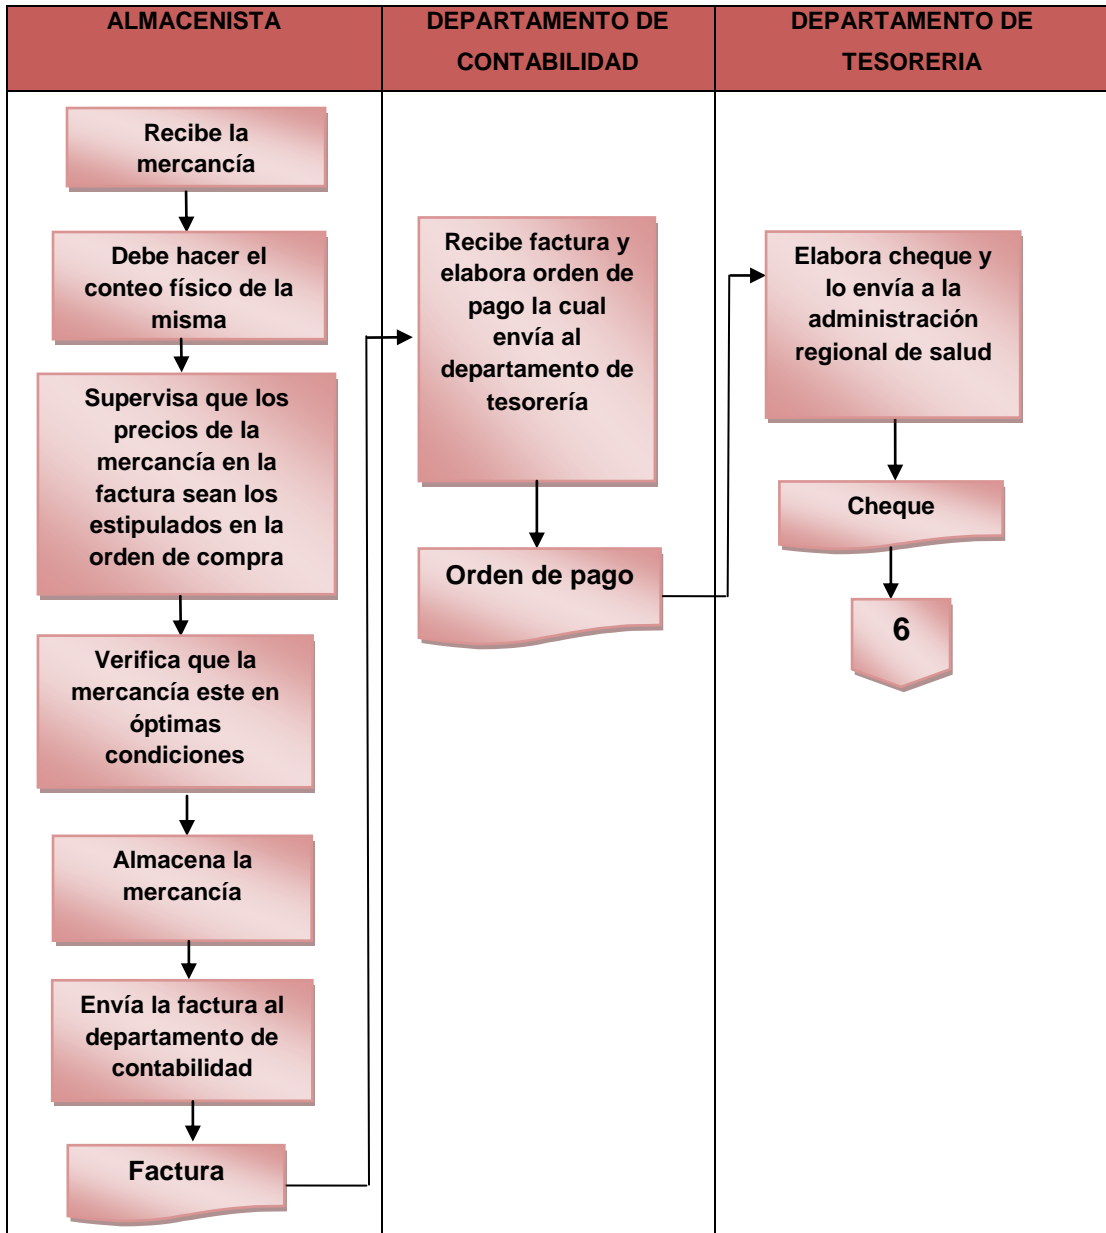 ALMACENISTA
DEPARTAMENTO DE
CONTABILIDAD
DEPARTAMENTO DE
TESORERIA
Recibe la
mercancía
Debe hacer el
conteo físico de la
misma
Supervisa que los
precios de la
mercancía en la
factura sean los
estipulados en la
orden de compra
Verifica que la
mercancía este en
óptimas
condiciones
Almacena la
mercancía
Envía la factura al
departamento de
contabilidad
Factura
Recibe factura y
elabora orden de
pago la cual
envía al
departamento de
tesorería
Orden de pago
Elabora cheque y
lo envía a la
administración
regional de salud
Cheque
6